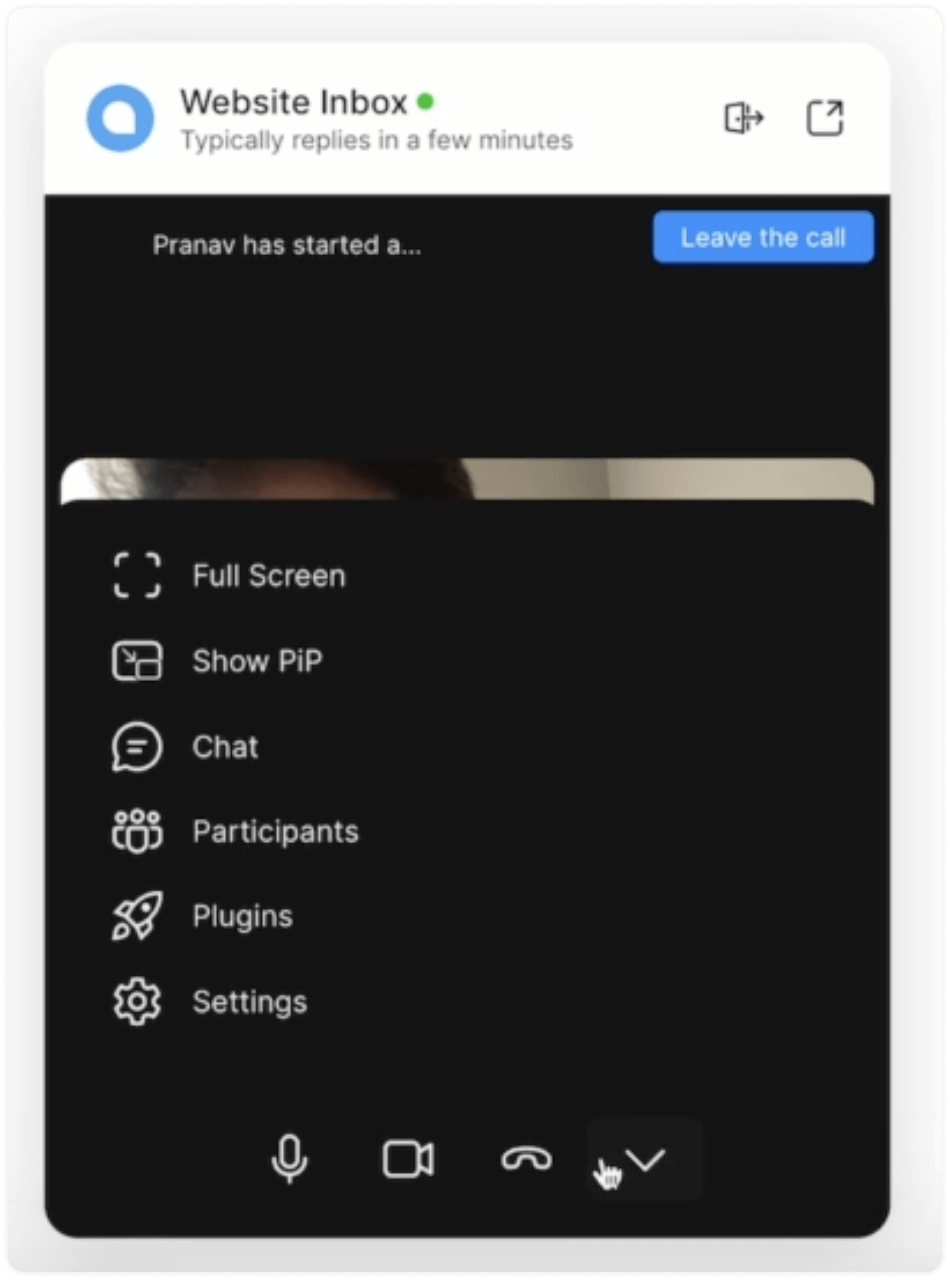 Website Inbox
Typically replies in a few minutes
Pranav has started a...
Leave the call
Full Screen
Show PiP
Chat
Participants
Plugins
Settings